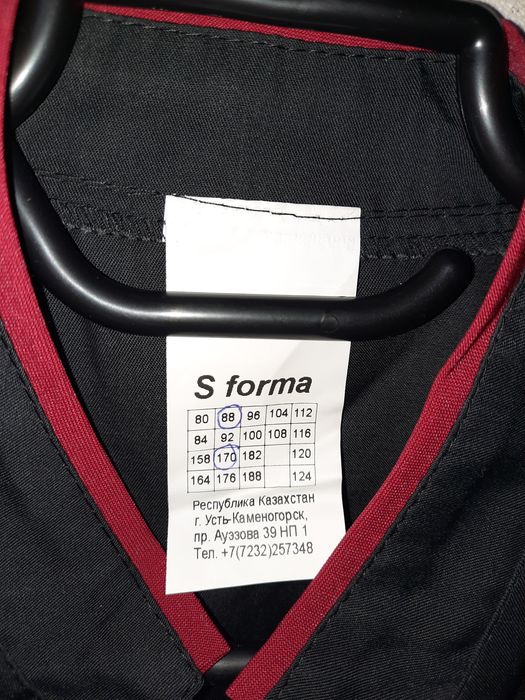 S forma
80 88 96 104 112
84 92 100 108 116
158 170 182 120
164 176 188 124
Республика Казахстан
г. Усть-Каменогорск,
пр. Ауэзова 39 НП 1
Тел. +7(7232)257348